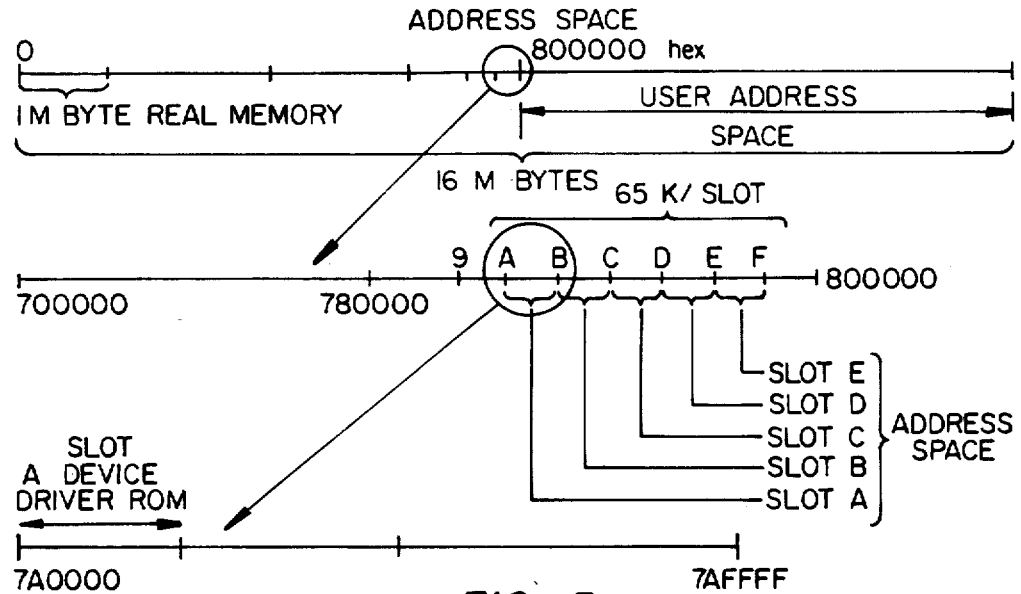 ADDRESS SPACE
0
800000 hex
1M BYTE REAL MEMORY
USER ADDRESS
SPACE
16 M BYTES
65 K/ SLOT
9 A B C D E F
700000
780000
800000
SLOT E
SLOT D
SLOT C
SLOT B
SLOT A
ADDRESS
SPACE
SLOT
A DEVICE
DRIVER ROM
7A0000
7AFFFF